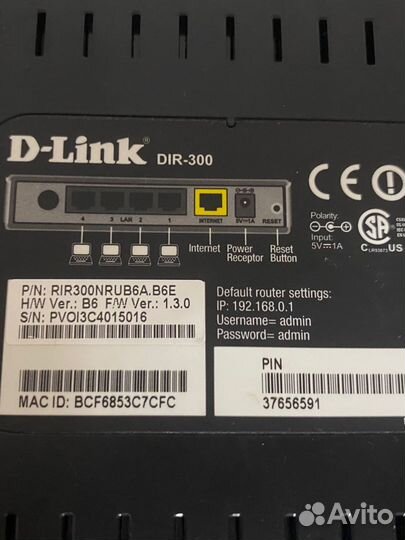 D-Link® DIR-300
4 3 LAN 2 1 INTERNET 5V⎓1A RESET
Internet Power Receptor Reset Button
Polarity:
Input:
5V⎓1A
P/N: RIR300NRUB6A.B6E
H/W Ver.: B6 F/W Ver.: 1.3.0
S/N: PVOI3C4015016
Default router settings:
IP: 192.168.0.1
Username= admin
Password= admin
MAC ID: BCF6853C7CFC
PIN
37656591
Avito